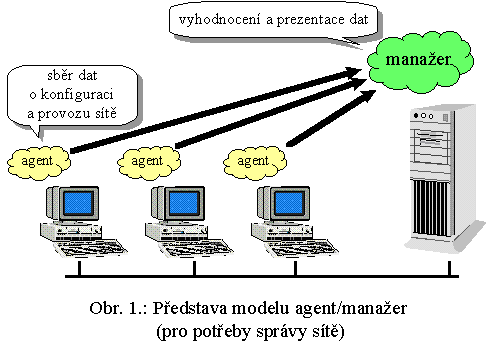 vyhodnocení a prezentace dat
manažer
sběr dat
o konfiguraci
a provozu sítě
agent
agent
agent
Obr. 1.: Představa modelu agent/manažer
(pro potřeby správy sítě)